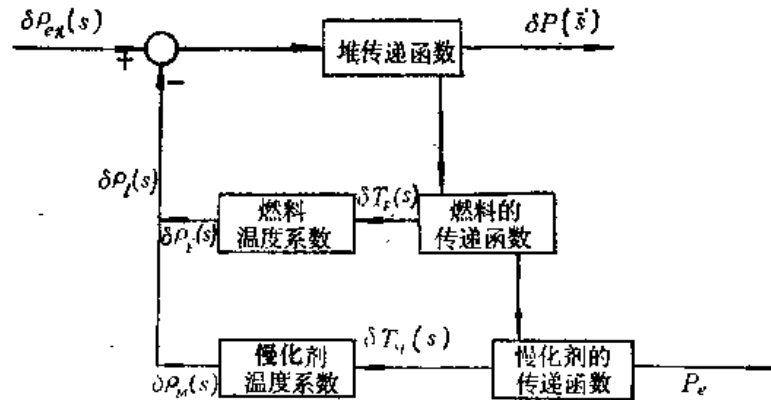 δρex(s)
+
−
堆传递函数
δP(s)
δρf(s)
燃料
温度系数
δTF(s)
燃料的
传递函数
δρF(s)
慢化剂
温度系数
δTM(s)
慢化剂的
传递函数
δρM(s)
Pe